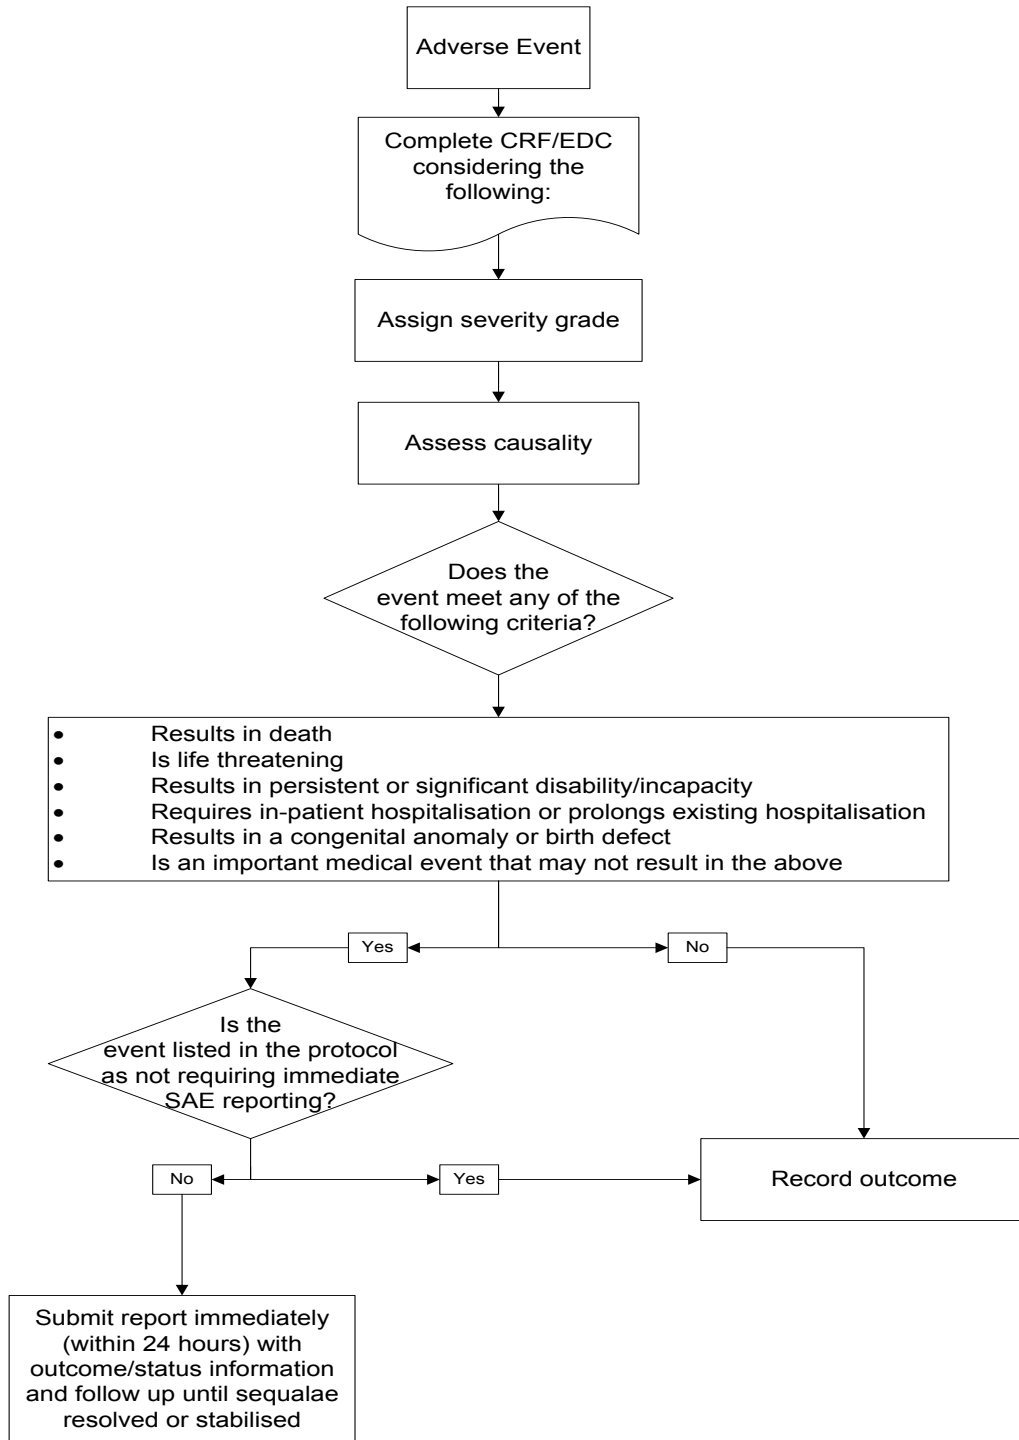 Adverse Event
Complete CRF/EDC
considering the
following:
Assign severity grade
Assess causality
Does the
event meet any of the
following criteria?
• Results in death
• Is life threatening
• Results in persistent or significant disability/incapacity
• Requires in-patient hospitalisation or prolongs existing hospitalisation
• Results in a congenital anomaly or birth defect
• Is an important medical event that may not result in the above
Yes
No
Is the
event listed in the protocol
as not requiring immediate
SAE reporting?
No
Yes
Record outcome
Submit report immediately
(within 24 hours) with
outcome/status information
and follow up until sequalae
resolved or stabilised